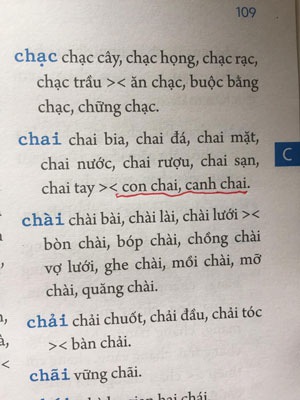 109
chạc chạc cây, chạc họng, chạc rạc,
chạc trầu >< ăn chạc, buộc bằng
chạc, chững chạc.
chai chai bia, chai đá, chai mặt,
chai nước, chai rượu, chai sạn,
chai tay >< con chai, canh chai.
C
chài chài bài, chài lài, chài lưới ><
bòn chài, bóp chài, chồng chài
vợ lưới, ghe chài, mồi chài, mỡ
chài, quăng chài.
chải chải chuốt, chải đầu, chải tóc
>< bàn chải.
chãi vững chãi.